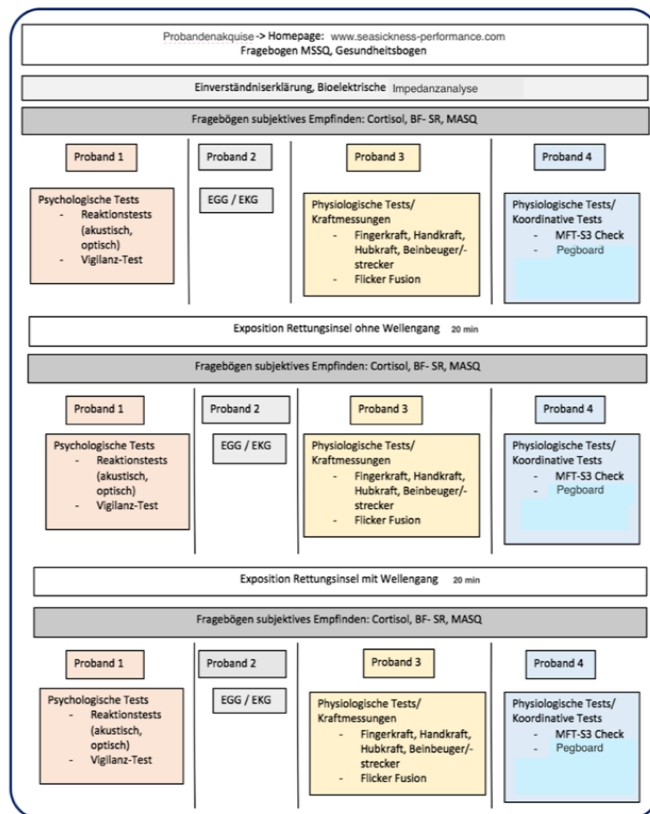 Probandenakquise -> Homepage: www.seasickness-performance.com
Fragebogen MSSQ, Gesundheitsbogen
Einverständniserklärung, Bioelektrische Impedanzanalyse
Fragebögen subjektives Empfinden: Cortisol, BF- SR, MASQ
Proband 1
Psychologische Tests
- Reaktionstests
(akustisch,
optisch)
- Vigilanz-Test
Proband 2
EGG / EKG
Proband 3
Physiologische Tests/
Kraftmessungen
- Fingerkraft, Handkraft,
Hubkraft, Beinbeuger/-
strecker
- Flicker Fusion
Proband 4
Physiologische Tests/
Koordinative Tests
- MFT-S3 Check
- Pegboard
Exposition Rettungsinsel ohne Wellengang 20 min
Fragebögen subjektives Empfinden: Cortisol, BF- SR, MASQ
Proband 1
Psychologische Tests
- Reaktionstests
(akustisch,
optisch)
- Vigilanz-Test
Proband 2
EGG / EKG
Proband 3
Physiologische Tests/
Kraftmessungen
- Fingerkraft, Handkraft,
Hubkraft, Beinbeuger/-
strecker
- Flicker Fusion
Proband 4
Physiologische Tests/
Koordinative Tests
- MFT-S3 Check
- Pegboard
Exposition Rettungsinsel mit Wellengang 20 min
Fragebögen subjektives Empfinden: Cortisol, BF- SR, MASQ
Proband 1
Psychologische Tests
- Reaktionstests
(akustisch,
optisch)
- Vigilanz-Test
Proband 2
EGG / EKG
Proband 3
Physiologische Tests/
Kraftmessungen
- Fingerkraft, Handkraft,
Hubkraft, Beinbeuger/-
strecker
- Flicker Fusion
Proband 4
Physiologische Tests/
Koordinative Tests
- MFT-S3 Check
- Pegboard